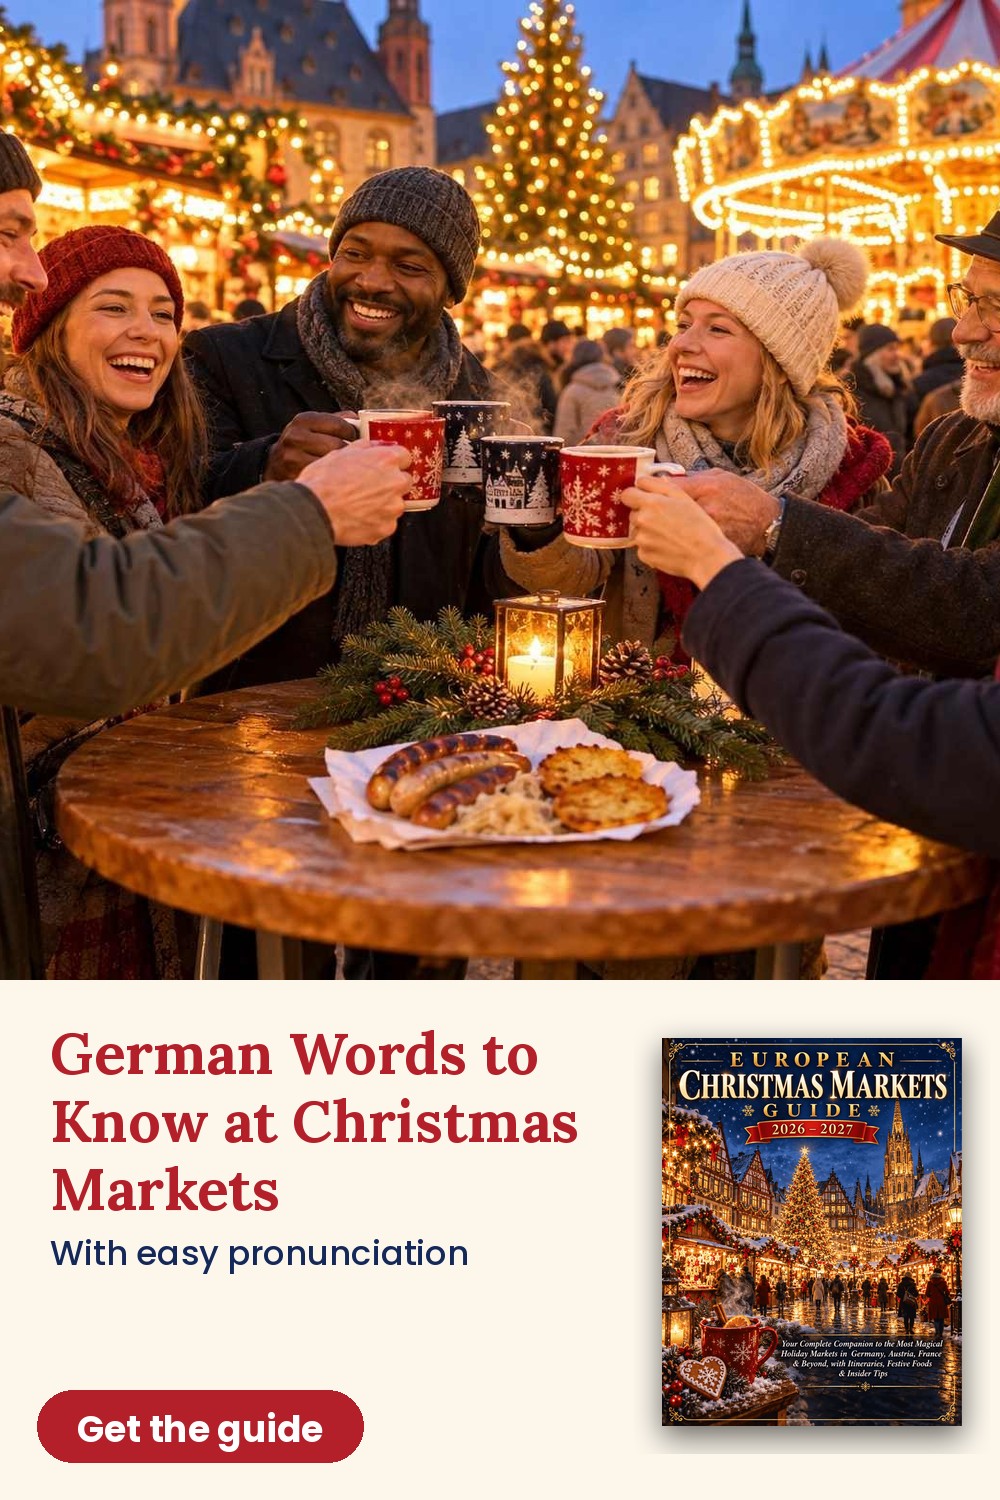 German Words to
Know at Christmas
Markets
With easy pronunciation
Get the guide
EUROPEAN
CHRISTMAS MARKETS
GUIDE
2026 – 2027
Your Complete Companion to the Most Magical
Holiday Markets in Germany, Austria, France
& Beyond, with Itineraries, Festive Foods
& Insider Tips